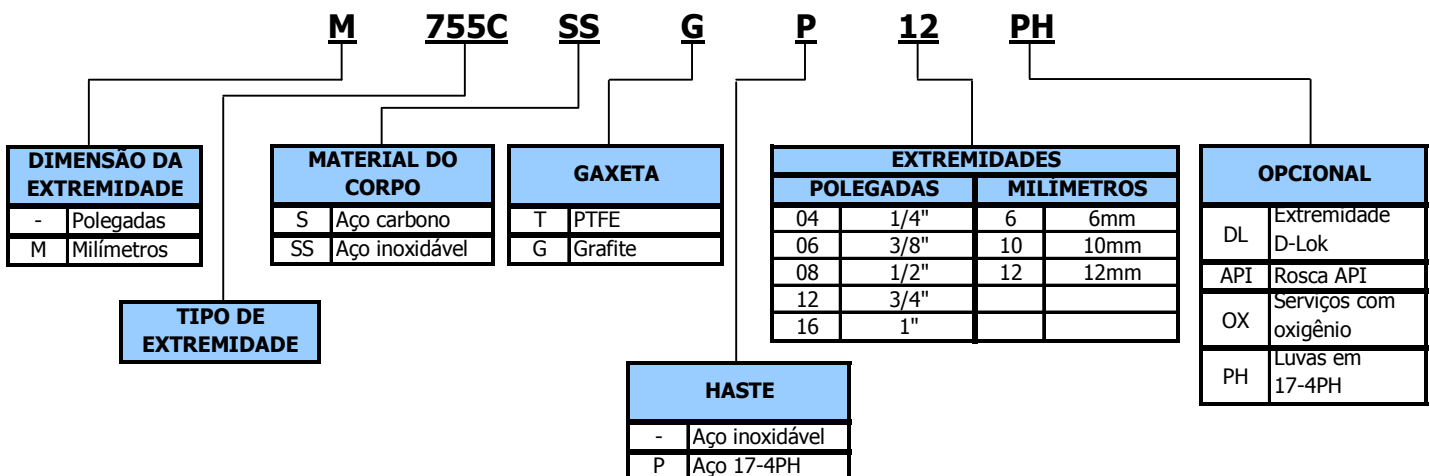 M 755C SS G P 12 PH
DIMENSÃO DA
EXTREMIDADE
- Polegadas
M Milímetros
TIPO DE
EXTREMIDADE
MATERIAL DO
CORPO
S Aço carbono
SS Aço inoxidável
GAXETA
T PTFE
G Grafite
HASTE
- Aço inoxidável
P Aço 17-4PH
EXTREMIDADES
POLEGADAS MILÍMETROS
04 1/4" 6 6mm
06 3/8" 10 10mm
08 1/2" 12 12mm
12 3/4"
16 1"
OPCIONAL
DL Extremidade
D-Lok
API Rosca API
OX Serviços com
oxigênio
PH Luvas em
17-4PH